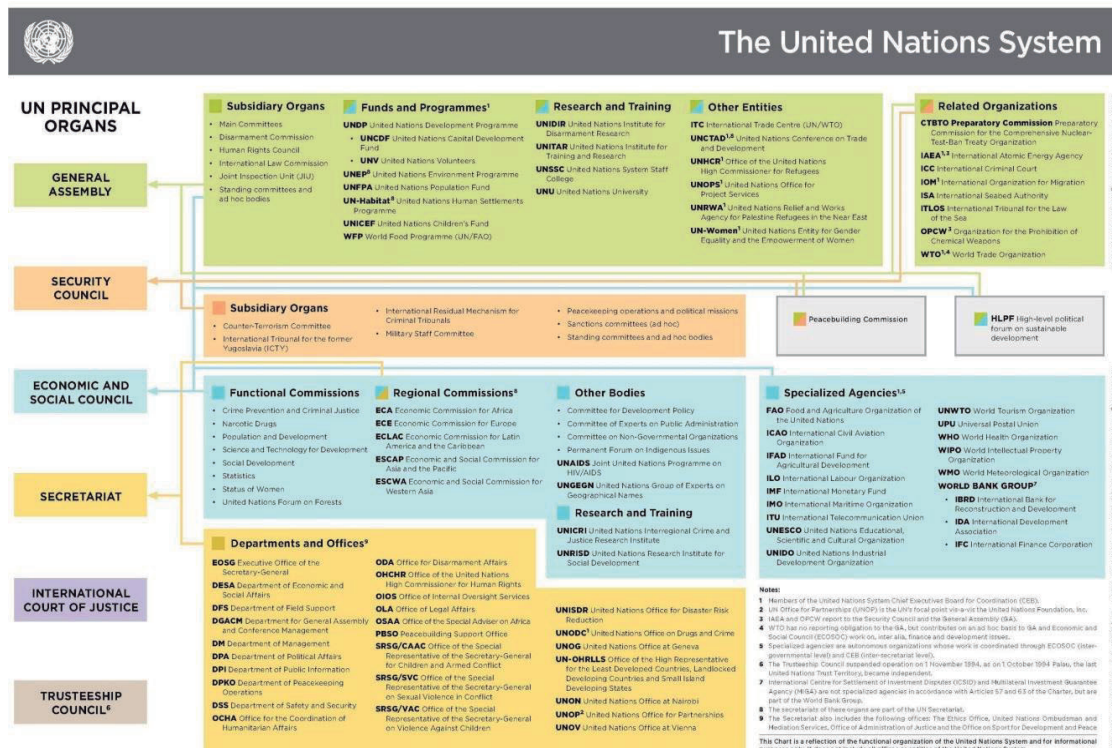 The United Nations System
UN PRINCIPAL
ORGANS
GENERAL
ASSEMBLY
SECURITY
COUNCIL
ECONOMIC AND
SOCIAL COUNCIL
SECRETARIAT
INTERNATIONAL
COURT OF JUSTICE
TRUSTEESHIP
COUNCIL⁶
Subsidiary Organs
• Main Committees
• Disarmament Commission
• Human Rights Council
• International Law Commission
• Joint Inspection Unit (JIU)
• Standing committees and
ad hoc bodies
Funds and Programmes¹
UNDP United Nations Development Programme
• UNCDF United Nations Capital Development
Fund
• UNV United Nations Volunteers
UNEP⁸ United Nations Environment Programme
UNFPA United Nations Population Fund
UN-Habitat⁸ United Nations Human Settlements
Programme
UNICEF United Nations Children's Fund
WFP World Food Programme (UN/FAO)
Research and Training
UNIDIR United Nations Institute for
Disarmament Research
UNITAR United Nations Institute for
Training and Research
UNSSC United Nations System Staff
College
UNU United Nations University
Other Entities
ITC International Trade Centre (UN/WTO)
UNCTAD¹,⁸ United Nations Conference on Trade
and Development
UNHCR¹ Office of the United Nations
High Commissioner for Refugees
UNOPS¹ United Nations Office for
Project Services
UNRWA¹ United Nations Relief and Works
Agency for Palestine Refugees in the Near East
UN-Women¹ United Nations Entity for Gender
Equality and the Empowerment of Women
Related Organizations
CTBTO Preparatory Commission Preparatory
Commission for the Comprehensive Nuclear-
Test-Ban Treaty Organization
IAEA¹,³ International Atomic Energy Agency
ICC International Criminal Court
IOM¹ International Organization for Migration
ISA International Seabed Authority
ITLOS International Tribunal for the Law
of the Sea
OPCW³ Organization for the Prohibition of
Chemical Weapons
WTO¹,⁴ World Trade Organization
Subsidiary Organs
• Counter-Terrorism Committee
• International Tribunal for the former
Yugoslavia (ICTY)
• International Residual Mechanism for
Criminal Tribunals
• Military Staff Committee
• Peacekeeping operations and political missions
• Sanctions committees (ad hoc)
• Standing committees and ad hoc bodies
Peacebuilding Commission
HLPF High-level political
forum on sustainable
development
Functional Commissions
• Crime Prevention and Criminal Justice
• Narcotic Drugs
• Population and Development
• Science and Technology for Development
• Social Development
• Statistics
• Status of Women
• United Nations Forum on Forests
Regional Commissions⁸
ECA Economic Commission for Africa
ECE Economic Commission for Europe
ECLAC Economic Commission for Latin
America and the Caribbean
ESCAP Economic and Social Commission for
Asia and the Pacific
ESCWA Economic and Social Commission for
Western Asia
Other Bodies
• Committee for Development Policy
• Committee of Experts on Public Administration
• Committee on Non-Governmental Organizations
• Permanent Forum on Indigenous Issues
UNAIDS Joint United Nations Programme on
HIV/AIDS
UNGEGN United Nations Group of Experts on
Geographical Names
Research and Training
UNICRI United Nations Interregional Crime and
Justice Research Institute
UNRISD United Nations Research Institute for
Social Development
Specialized Agencies¹,⁵
FAO Food and Agriculture Organization of
the United Nations
ICAO International Civil Aviation
Organization
IFAD International Fund for
Agricultural Development
ILO International Labour Organization
IMF International Monetary Fund
IMO International Maritime Organization
ITU International Telecommunication Union
UNESCO United Nations Educational,
Scientific and Cultural Organization
UNIDO United Nations Industrial
Development Organization
UNWTO World Tourism Organization
UPU Universal Postal Union
WHO World Health Organization
WIPO World Intellectual Property
Organization
WMO World Meteorological Organization
WORLD BANK GROUP⁷
• IBRD International Bank for
Reconstruction and Development
• IDA International Development
Association
• IFC International Finance Corporation
Departments and Offices⁹
EOSG Executive Office of the
Secretary-General
DESA Department of Economic and
Social Affairs
DFS Department of Field Support
DGACM Department for General Assembly
and Conference Management
DM Department of Management
DPA Department of Political Affairs
DPI Department of Public Information
DPKO Department of Peacekeeping
Operations
DSS Department of Safety and Security
OCHA Office for the Coordination of
Humanitarian Affairs
ODA Office for Disarmament Affairs
OHCHR Office of the United Nations
High Commissioner for Human Rights
OIOS Office of Internal Oversight Services
OLA Office of Legal Affairs
OSAA Office of the Special Adviser on Africa
PBSO Peacebuilding Support Office
SRSG/CAAC Office of the Special
Representative of the Secretary-General
for Children and Armed Conflict
SRSG/SVC Office of the Special
Representative of the Secretary-General
on Sexual Violence in Conflict
SRSG/VAC Office of the Special
Representative of the Secretary-General
on Violence Against Children
UNISDR United Nations Office for Disaster Risk
Reduction
UNODC¹ United Nations Office on Drugs and Crime
UNOG United Nations Office at Geneva
UN-OHRLLS Office of the High Representative
for the Least Developed Countries, Landlocked
Developing Countries and Small Island
Developing States
UNON United Nations Office at Nairobi
UNOP² United Nations Office for Partnerships
UNOV United Nations Office at Vienna
Notes:
1 Members of the United Nations System Chief Executives Board for Coordination (CEB).
2 UN Office for Partnerships (UNOP) is the UN's focal point vis-a-vis the United Nations Foundation, Inc.
3 IAEA and OPCW report to the Security Council and the General Assembly (GA).
4 WTO has no reporting obligation to the GA, but contributes on an ad hoc basis to GA and Economic and
Social Council (ECOSOC) work on, inter alia, finance and development issues.
5 Specialized agencies are autonomous organizations whose work is coordinated through ECOSOC (inter-
governmental level) and CEB (inter-secretariat level).
6 The Trusteeship Council suspended operation on 1 November 1994, as on 1 October 1994 Palau, the last
United Nations Trust Territory, became independent.
7 International Centre for Settlement of Investment Disputes (ICSID) and Multilateral Investment Guarantee
Agency (MIGA) are not specialized agencies in accordance with Articles 57 and 63 of the Charter, but are
part of the World Bank Group.
8 The secretariats of these organs are part of the UN Secretariat.
9 The Secretariat also includes the following offices: The Ethics Office, United Nations Ombudsman and
Mediation Services, Office of Administration of Justice and the Office on Sport for Development and Peace
This Chart is a reflection of the functional organization of the United Nations System and for informational